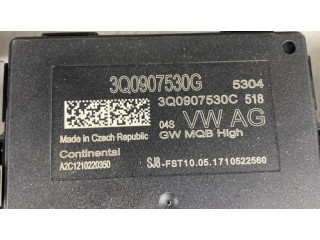 3Q0907530G 5304
3Q0907530C 518
04S VW AG
Made in Czech Republic GW MQB High
Continental
A2C1210220350 SJ8-FST10.05.1710522560